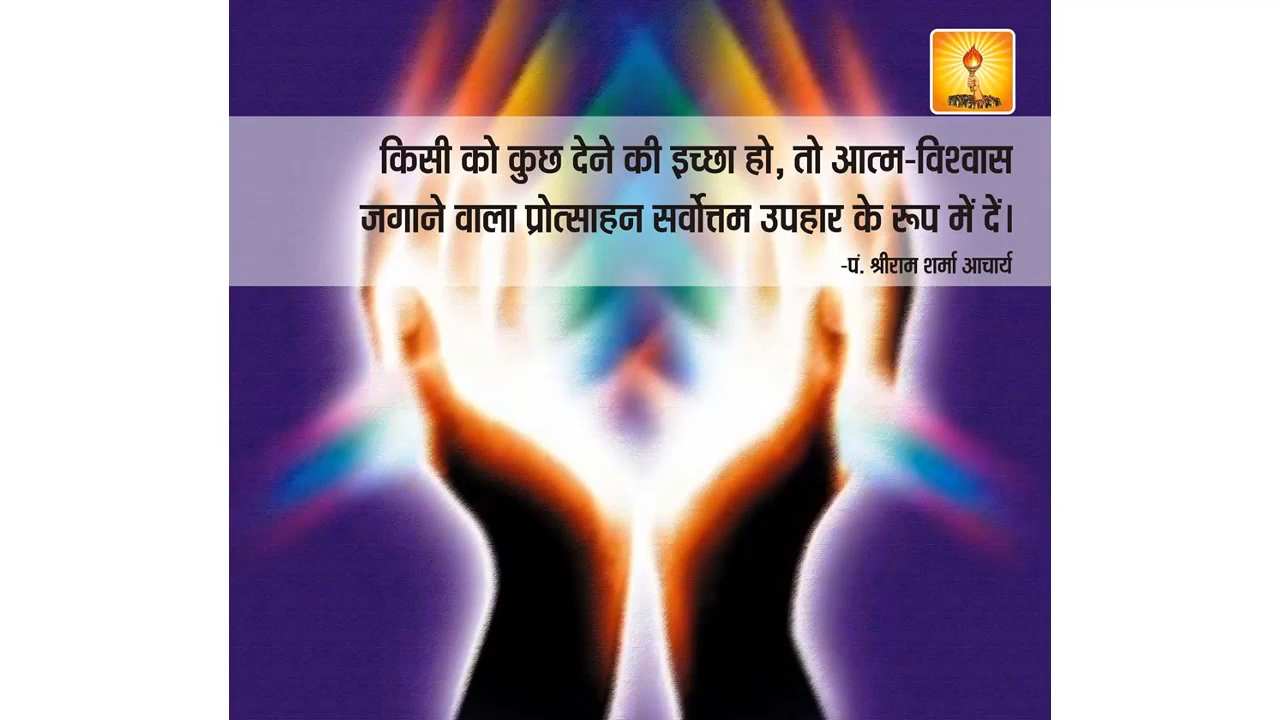 किसी को कुछ देने की इच्छा हो, तो आत्म-विश्वास
जगाने वाला प्रोत्साहन सर्वोत्तम उपहार के रूप में दें।
-पं. श्रीराम शर्मा आचार्य